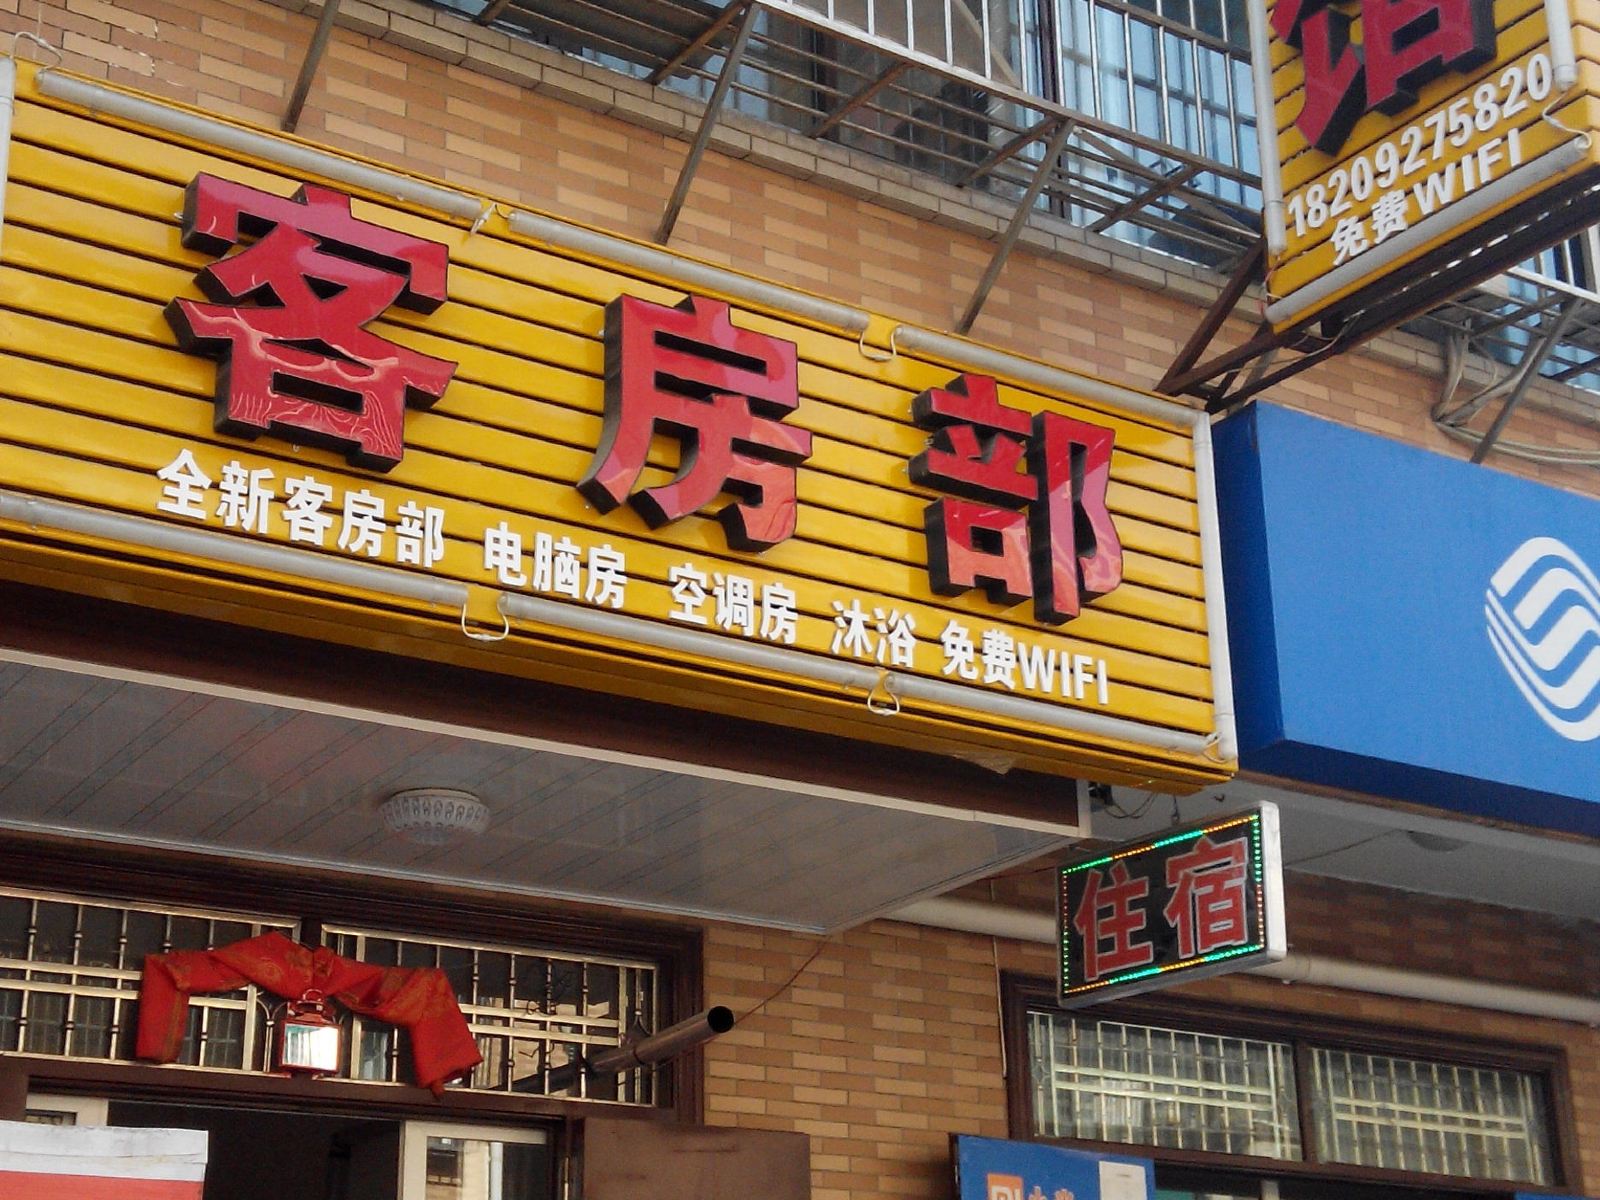 馆
18209275820
免费WIFI
客房部
全新客房部 电脑房 空调房 沐浴 免费WIFI
住宿